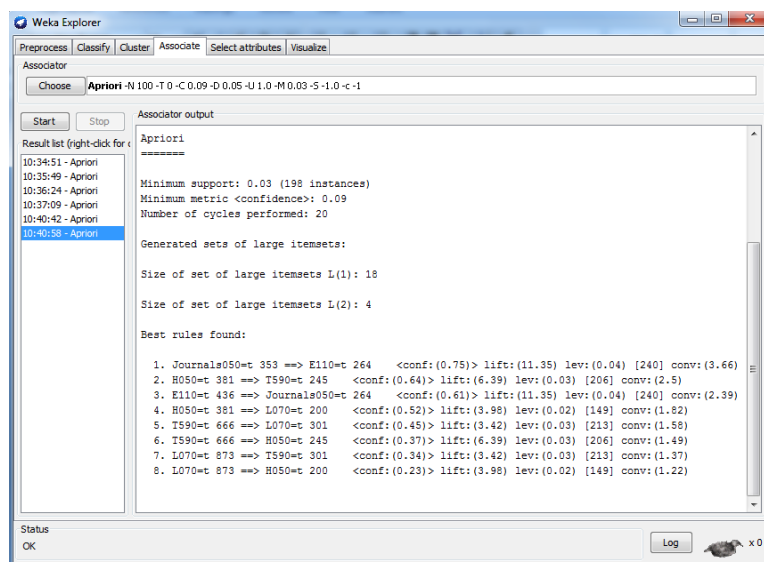 Weka Explorer
Preprocess Classify Cluster Associate Select attributes Visualize
Associator
Choose Apriori -N 100 -T 0 -C 0.09 -D 0.05 -U 1.0 -M 0.03 -S -1.0 -c -1
Start Stop
Result list (right-click for
10:34:51 - Apriori
10:35:49 - Apriori
10:36:24 - Apriori
10:37:09 - Apriori
10:40:42 - Apriori
10:40:58 - Apriori
Associator output
Apriori
=======
Minimum support: 0.03 (198 instances)
Minimum metric <confidence>: 0.09
Number of cycles performed: 20
Generated sets of large itemsets:
Size of set of large itemsets L(1): 18
Size of set of large itemsets L(2): 4
Best rules found:
1. Journals050=t 353 ==> E110=t 264 <conf:(0.75)> lift:(11.35) lev:(0.04) [240] conv:(3.66)
2. H050=t 381 ==> T590=t 245 <conf:(0.64)> lift:(6.39) lev:(0.03) [206] conv:(2.5)
3. E110=t 436 ==> Journals050=t 264 <conf:(0.61)> lift:(11.35) lev:(0.04) [240] conv:(2.39)
4. H050=t 381 ==> L070=t 200 <conf:(0.52)> lift:(3.98) lev:(0.02) [149] conv:(1.82)
5. T590=t 666 ==> L070=t 301 <conf:(0.45)> lift:(3.42) lev:(0.03) [213] conv:(1.58)
6. T590=t 666 ==> H050=t 245 <conf:(0.37)> lift:(6.39) lev:(0.03) [206] conv:(1.49)
7. L070=t 873 ==> T590=t 301 <conf:(0.34)> lift:(3.42) lev:(0.03) [213] conv:(1.37)
8. L070=t 873 ==> H050=t 200 <conf:(0.23)> lift:(3.98) lev:(0.02) [149] conv:(1.22)
Status
OK
Log
x 0